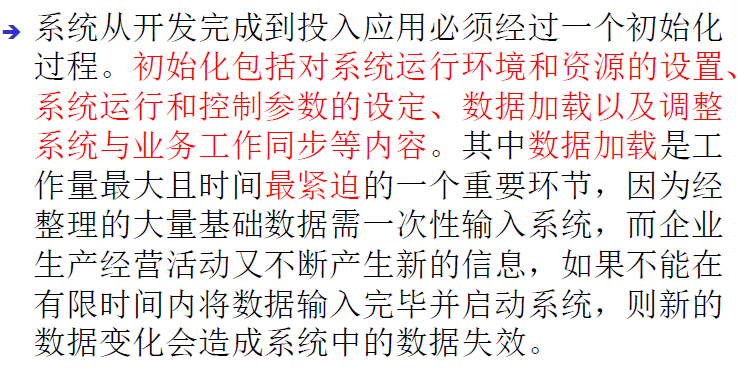 系统从开发完成到投入应用必须经过一个初始化
过程。初始化包括对系统运行环境和资源的设置、
系统运行和控制参数的设定、数据加载以及调整
系统与业务工作同步等内容。其中数据加载是工
作量最大且时间最紧迫的一个重要环节，因为经
整理的大量基础数据需一次性输入系统，而企业
生产经营活动又不断产生新的信息，如果不能在
有限时间内将数据输入完毕并启动系统，则新的
数据变化会造成系统中的数据失效。